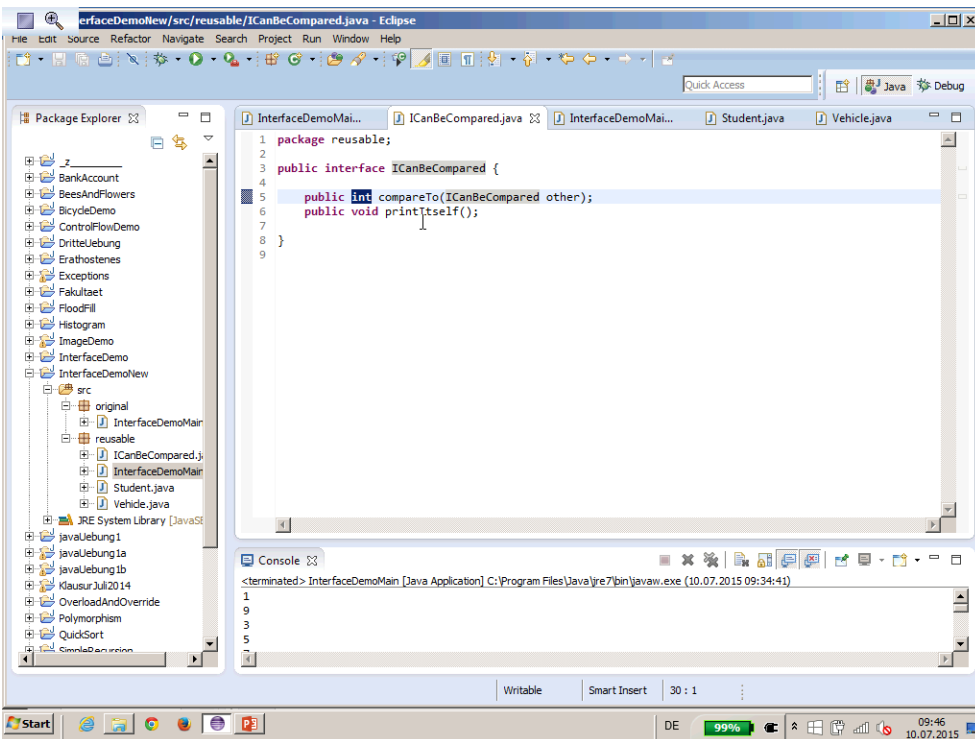 erfaceDemoNew/src/reusable/ICanBeCompared.java - Eclipse
File Edit Source Refactor Navigate Search Project Run Window Help
Quick Access
Java
Debug
Package Explorer
InterfaceDemoMai...
ICanBeCompared.java
InterfaceDemoMai...
Student.java
Vehicle.java
_z_________
BankAccount
BeesAndFlowers
BicycleDemo
ControlFlowDemo
DritteUebung
Erathostenes
Exceptions
Fakultaet
FloodFill
Histogram
ImageDemo
InterfaceDemo
InterfaceDemoNew
src
original
InterfaceDemoMain
reusable
ICanBeCompared.j
InterfaceDemoMain
Student.java
Vehicle.java
JRE System Library [JavaSE
javaUebung1
javaUebung1a
javaUebung1b
KlausurJuli2014
OverloadAndOverride
Polymorphism
QuickSort
SimpleRecursion
1 package reusable;
2
3 public interface ICanBeCompared {
4
5 public int compareTo(ICanBeCompared other);
6 public void printItself();
7
8 }
9
Console
<terminated> InterfaceDemoMain [Java Application] C:\Program Files\Java\jre7\bin\javaw.exe (10.07.2015 09:34:41)
1
9
3
5
Writable
Smart Insert
30 : 1
Start
DE
99%
09:46
10.07.2015